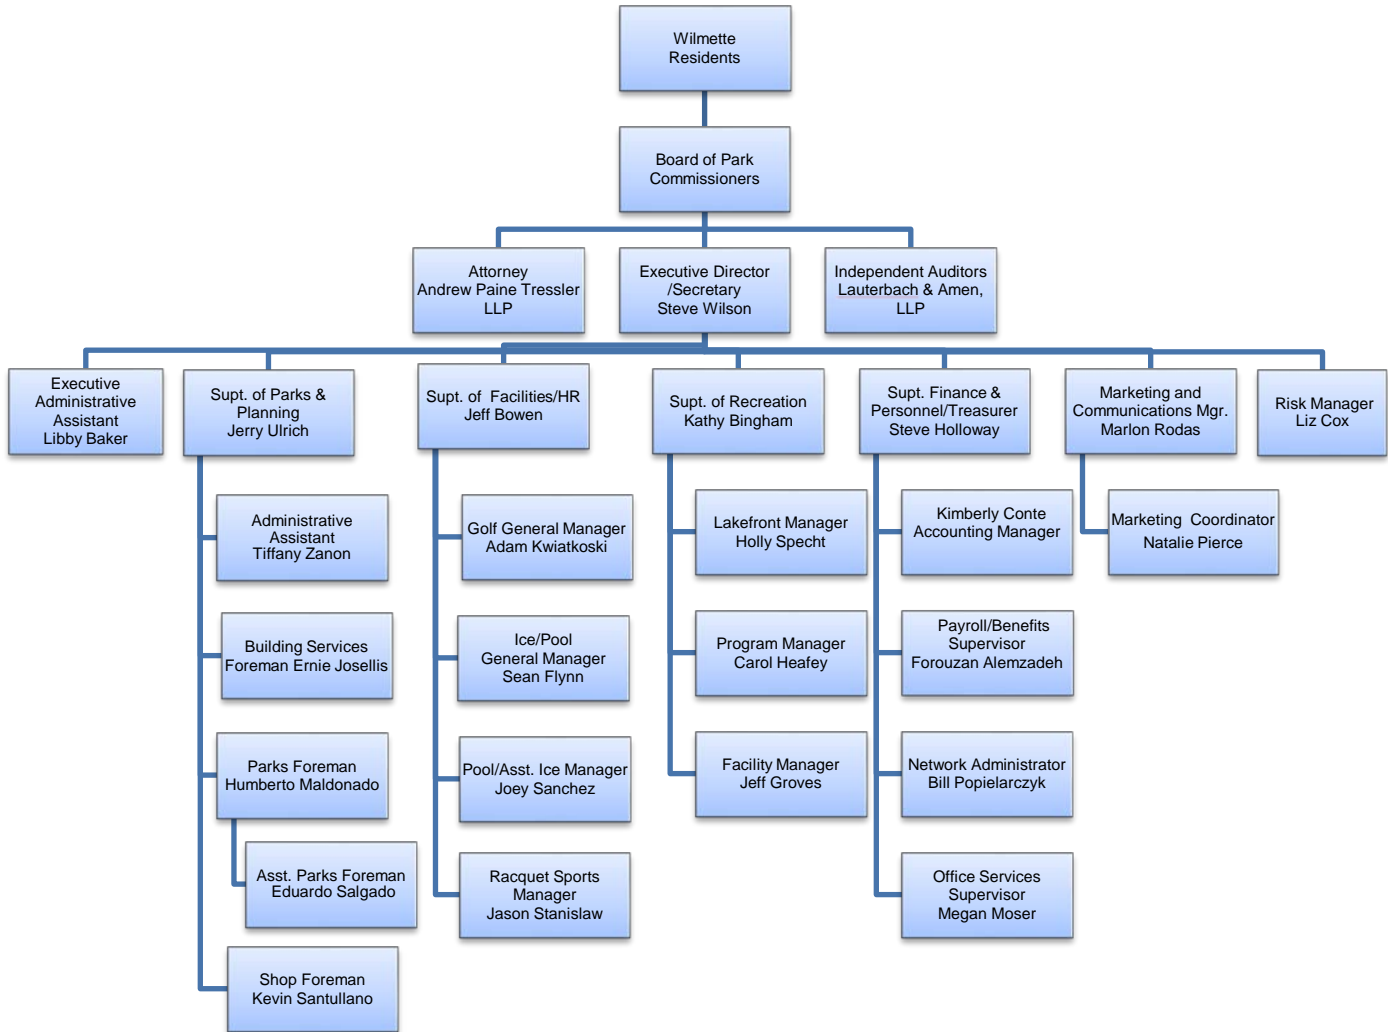 Wilmette
Residents
Board of Park
Commissioners
Attorney
Andrew Paine Tressler
LLP
Executive Director
/Secretary
Steve Wilson
Independent Auditors
Lauterbach & Amen,
LLP
Executive
Administrative
Assistant
Libby Baker
Supt. of Parks &
Planning
Jerry Ulrich
Supt. of Facilities/HR
Jeff Bowen
Supt. of Recreation
Kathy Bingham
Supt. Finance &
Personnel/Treasurer
Steve Holloway
Marketing and
Communications Mgr.
Marlon Rodas
Risk Manager
Liz Cox
Administrative
Assistant
Tiffany Zanon
Building Services
Foreman Ernie Josellis
Parks Foreman
Humberto Maldonado
Asst. Parks Foreman
Eduardo Salgado
Shop Foreman
Kevin Santullano
Golf General Manager
Adam Kwiatkoski
Ice/Pool
General Manager
Sean Flynn
Pool/Asst. Ice Manager
Joey Sanchez
Racquet Sports
Manager
Jason Stanislaw
Lakefront Manager
Holly Specht
Program Manager
Carol Heafey
Facility Manager
Jeff Groves
Kimberly Conte
Accounting Manager
Payroll/Benefits
Supervisor
Forouzan Alemzadeh
Network Administrator
Bill Popielarczyk
Office Services
Supervisor
Megan Moser
Marketing Coordinator
Natalie Pierce